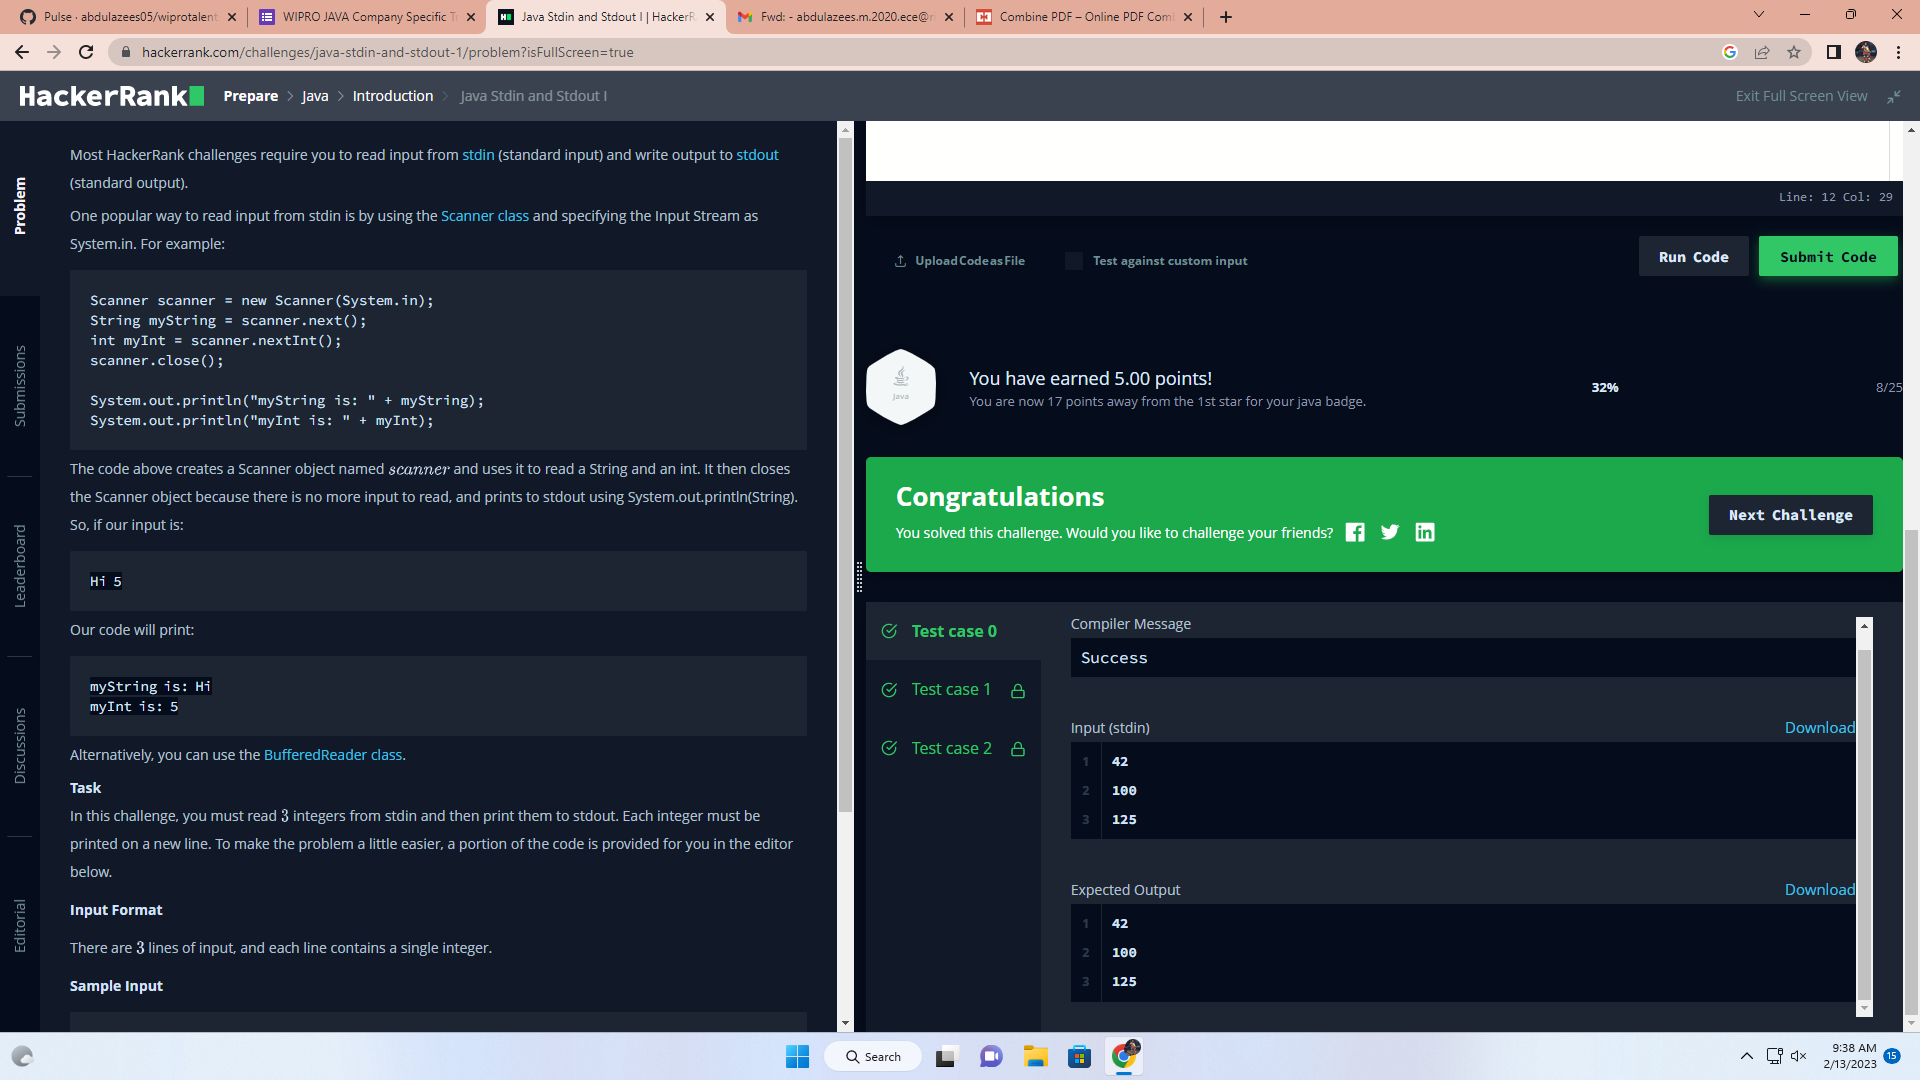 Pulse · abdulazees05/wiprotalent
WIPRO JAVA Company Specific Tr
Java Stdin and Stdout I | HackerR
Fwd: - abdulazees.m.2020.ece@r
Combine PDF – Online PDF Com
hackerrank.com/challenges/java-stdin-and-stdout-1/problem?isFullScreen=true
HackerRank
Prepare > Java > Introduction > Java Stdin and Stdout I
Exit Full Screen View
Problem
Submissions
Leaderboard
Discussions
Editorial
Most HackerRank challenges require you to read input from stdin (standard input) and write output to stdout
(standard output).
One popular way to read input from stdin is by using the Scanner class and specifying the Input Stream as
System.in. For example:
Scanner scanner = new Scanner(System.in);
String myString = scanner.next();
int myInt = scanner.nextInt();
scanner.close();
System.out.println("myString is: " + myString);
System.out.println("myInt is: " + myInt);
The code above creates a Scanner object named scanner and uses it to read a String and an int. It then closes
the Scanner object because there is no more input to read, and prints to stdout using System.out.println(String).
So, if our input is:
Hi 5
Our code will print:
myString is: Hi
myInt is: 5
Alternatively, you can use the BufferedReader class.
Task
In this challenge, you must read 3 integers from stdin and then print them to stdout. Each integer must be
printed on a new line. To make the problem a little easier, a portion of the code is provided for you in the editor
below.
Input Format
There are 3 lines of input, and each line contains a single integer.
Sample Input
Line: 12 Col: 29
Upload Code as File
Test against custom input
Run Code
Submit Code
Java
You have earned 5.00 points!
You are now 17 points away from the 1st star for your java badge.
32%
8/25
Congratulations
You solved this challenge. Would you like to challenge your friends?
Next Challenge
Test case 0
Test case 1
Test case 2
Compiler Message
Success
Input (stdin)
Download
1 42
2 100
3 125
Expected Output
Download
1 42
2 100
3 125
Search
9:38 AM
2/13/2023
15